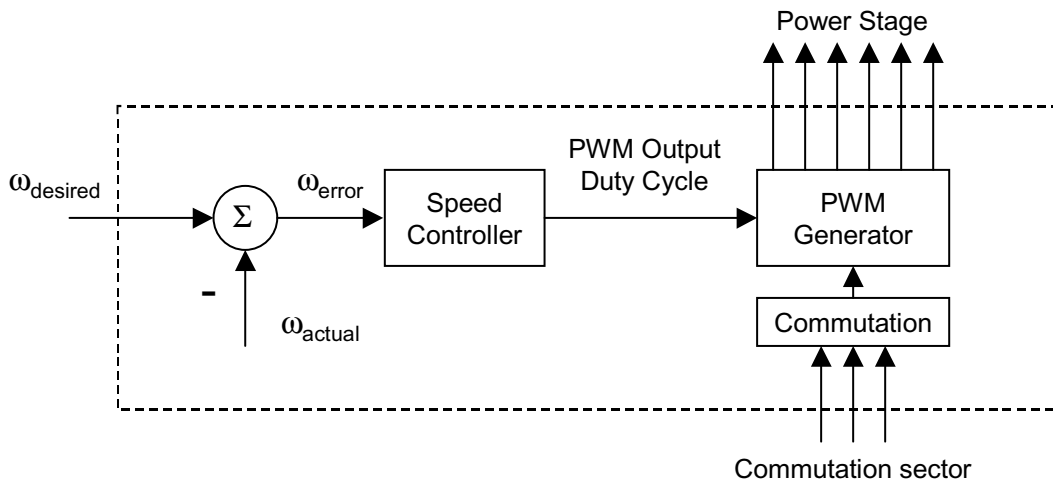 Power Stage
PWM Output
Duty Cycle
ωdesired
Σ
ωerror
Speed
Controller
PWM
Generator
-
ωactual
Commutation
Commutation sector